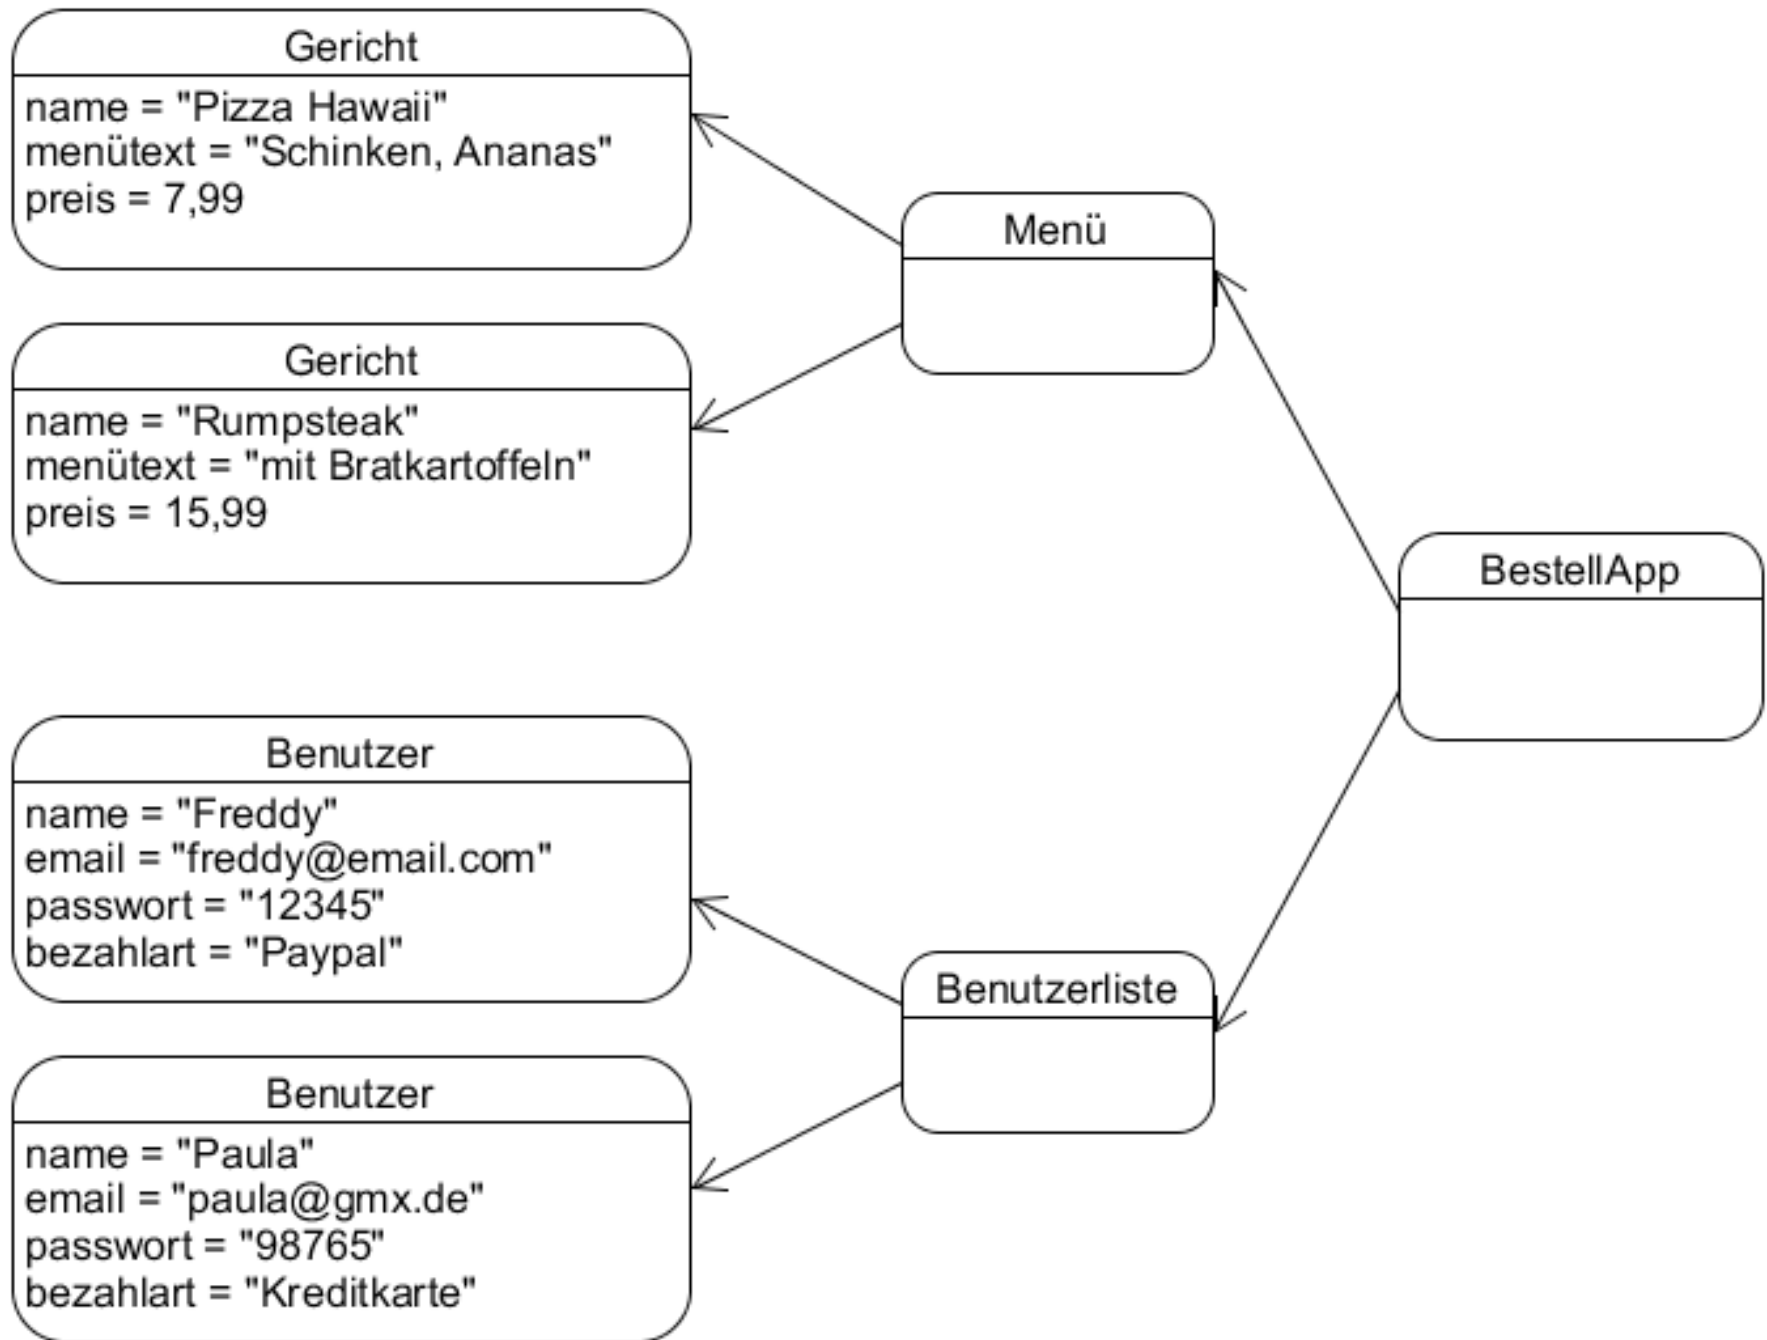 Gericht
name = "Pizza Hawaii"
menütext = "Schinken, Ananas"
preis = 7,99
Menü
Gericht
name = "Rumpsteak"
menütext = "mit Bratkartoffeln"
preis = 15,99
BestellApp
Benutzer
name = "Freddy"
email = "freddy@email.com"
passwort = "12345"
bezahlart = "Paypal"
Benutzerliste
Benutzer
name = "Paula"
email = "paula@gmx.de"
passwort = "98765"
bezahlart = "Kreditkarte"